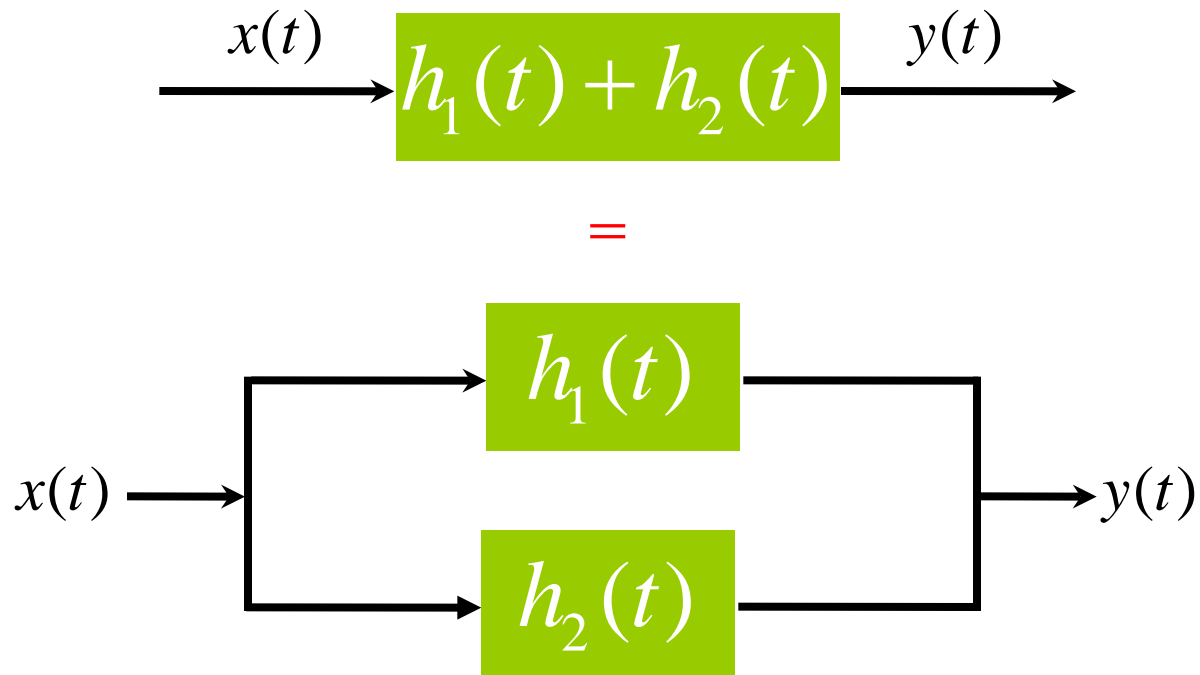 x(t) h₁(t) + h₂(t) y(t)
=
h₁(t)
x(t) y(t)
h₂(t)